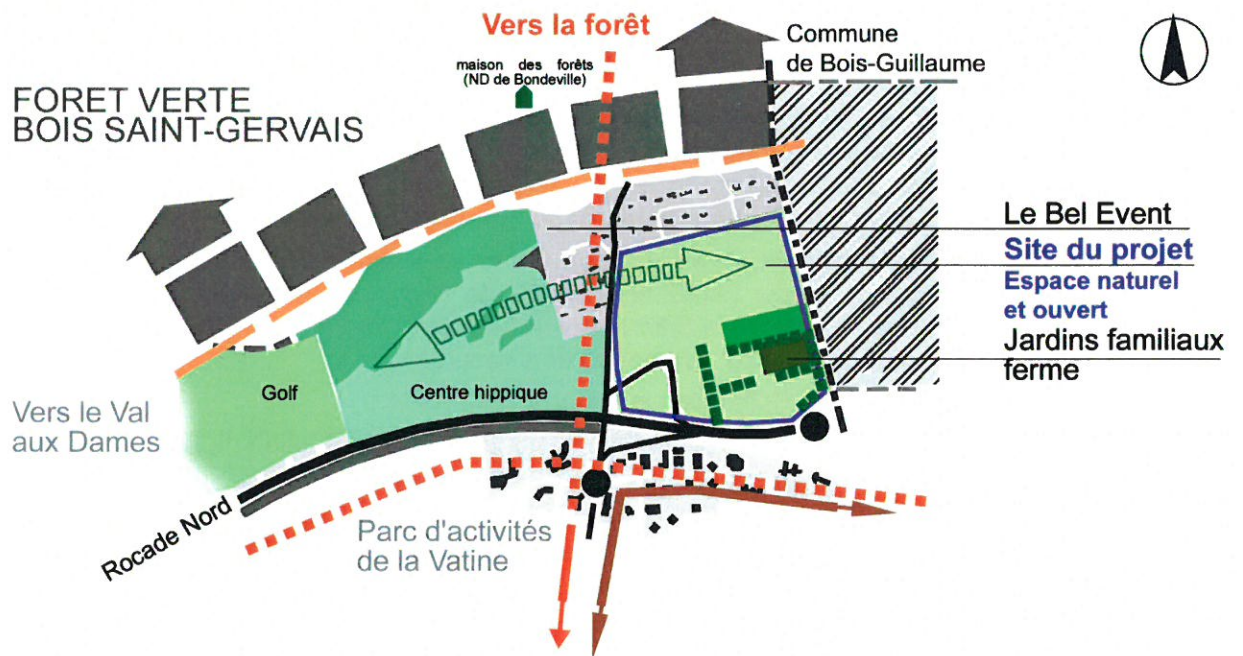 Vers la forêt
Commune
de Bois-Guillaume
maison des forêts
(ND de Bondeville)
FORET VERTE
BOIS SAINT-GERVAIS
Le Bel Event
Site du projet
Espace naturel
et ouvert
Jardins familiaux
ferme
Golf
Centre hippique
Vers le Val
aux Dames
Rocade Nord
Parc d'activités
de la Vatine